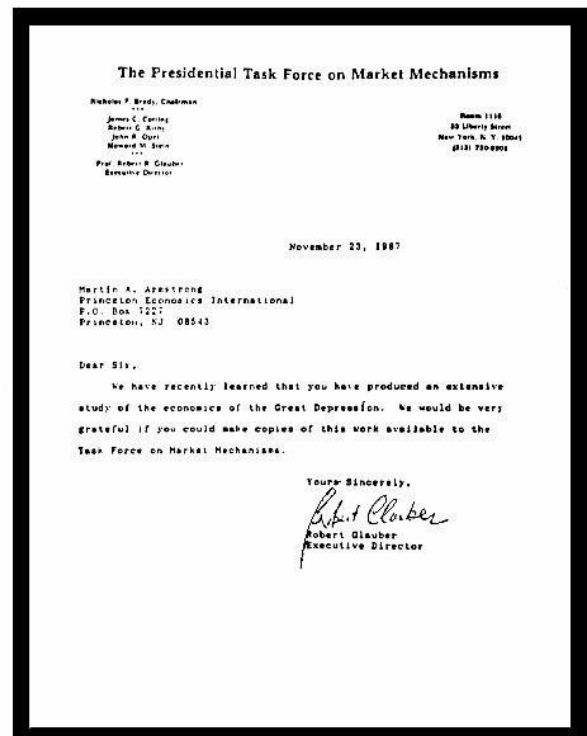 The Presidential Task Force on Market Mechanisms
Nicholas F. Brady, Chairman
***
James C. Cotting
Robert G. Kirby
John R. Opel
Howard M. Stein
***
Prof. Robert R. Glauber
Executive Director
Room 1116
33 Liberty Street
New York, N. Y. 10045
November 23, 1987
Martin A. Armstrong
Princeton Economics International
P.O. Box 7227
Princeton, NJ 08543
Dear Sir,
We have recently learned that you have produced an extensive
study of the economics of the Great Depression. We would be very
grateful if you could make copies of this work available to the
Task Force on Market Mechanisms.
Yours Sincerely,
Robert Glauber
Robert Glauber
Executive Director